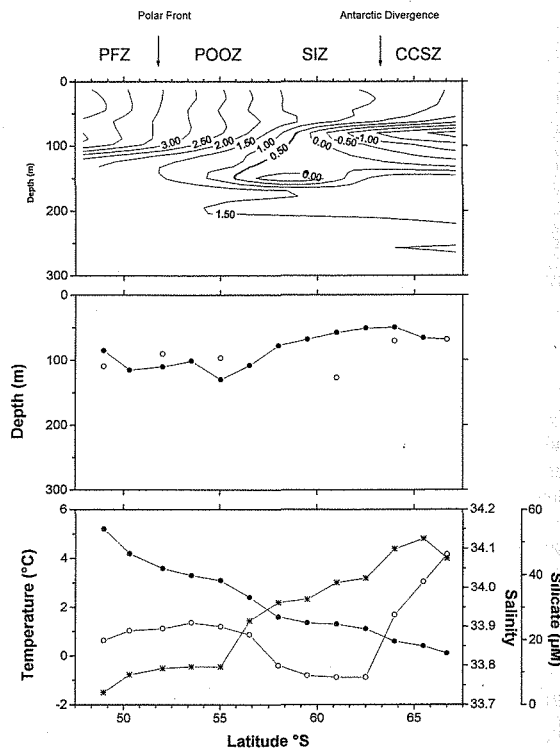 Polar Front
Antarctic Divergence
PFZ POOZ SIZ CCSZ
0
100
200
300
Depth (m)
3.00 2.50 2.00 1.50 1.00 0.50 0.00 -0.50 -1.00
0.00
1.50
0
100
200
300
Depth (m)
6
4
2
0
-2
Temperature (°C)
34.2
34.1
34.0
33.9
33.8
33.7
Salinity
60
40
20
0
Silicate (µM)
50 55 60 65
Latitude °S